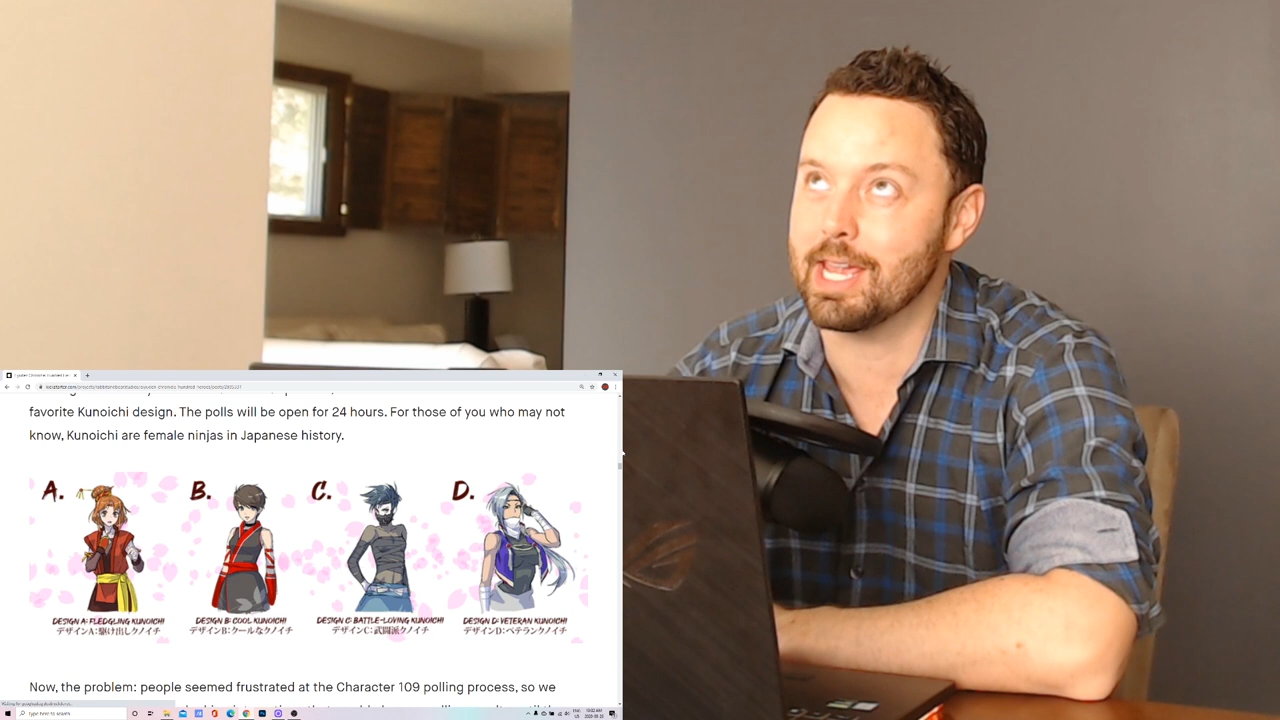 favorite Kunoichi design. The polls will be open for 24 hours. For those of you who may not
know, Kunoichi are female ninjas in Japanese history.
A. B. C. D.
DESIGN A: FLEDGLING KUNOICHI DESIGN B: COOL KUNOICHI DESIGN C: BATTLE-LOVING KUNOICHI DESIGN D: VETERAN KUNOICHI
デザインA:駆け出しクノイチ デザインB:クールなクノイチ デザインC:武闘派クノイチ デザインD:ベテランクノイチ
Now, the problem: people seemed frustrated at the Character 109 polling process, so we
Type here to search